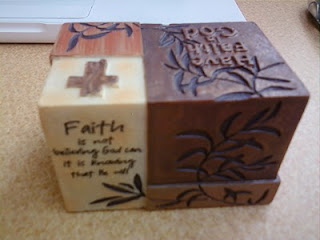 Have
Faith
in
God
Faith
is not
believing God can
it is knowing
that He will